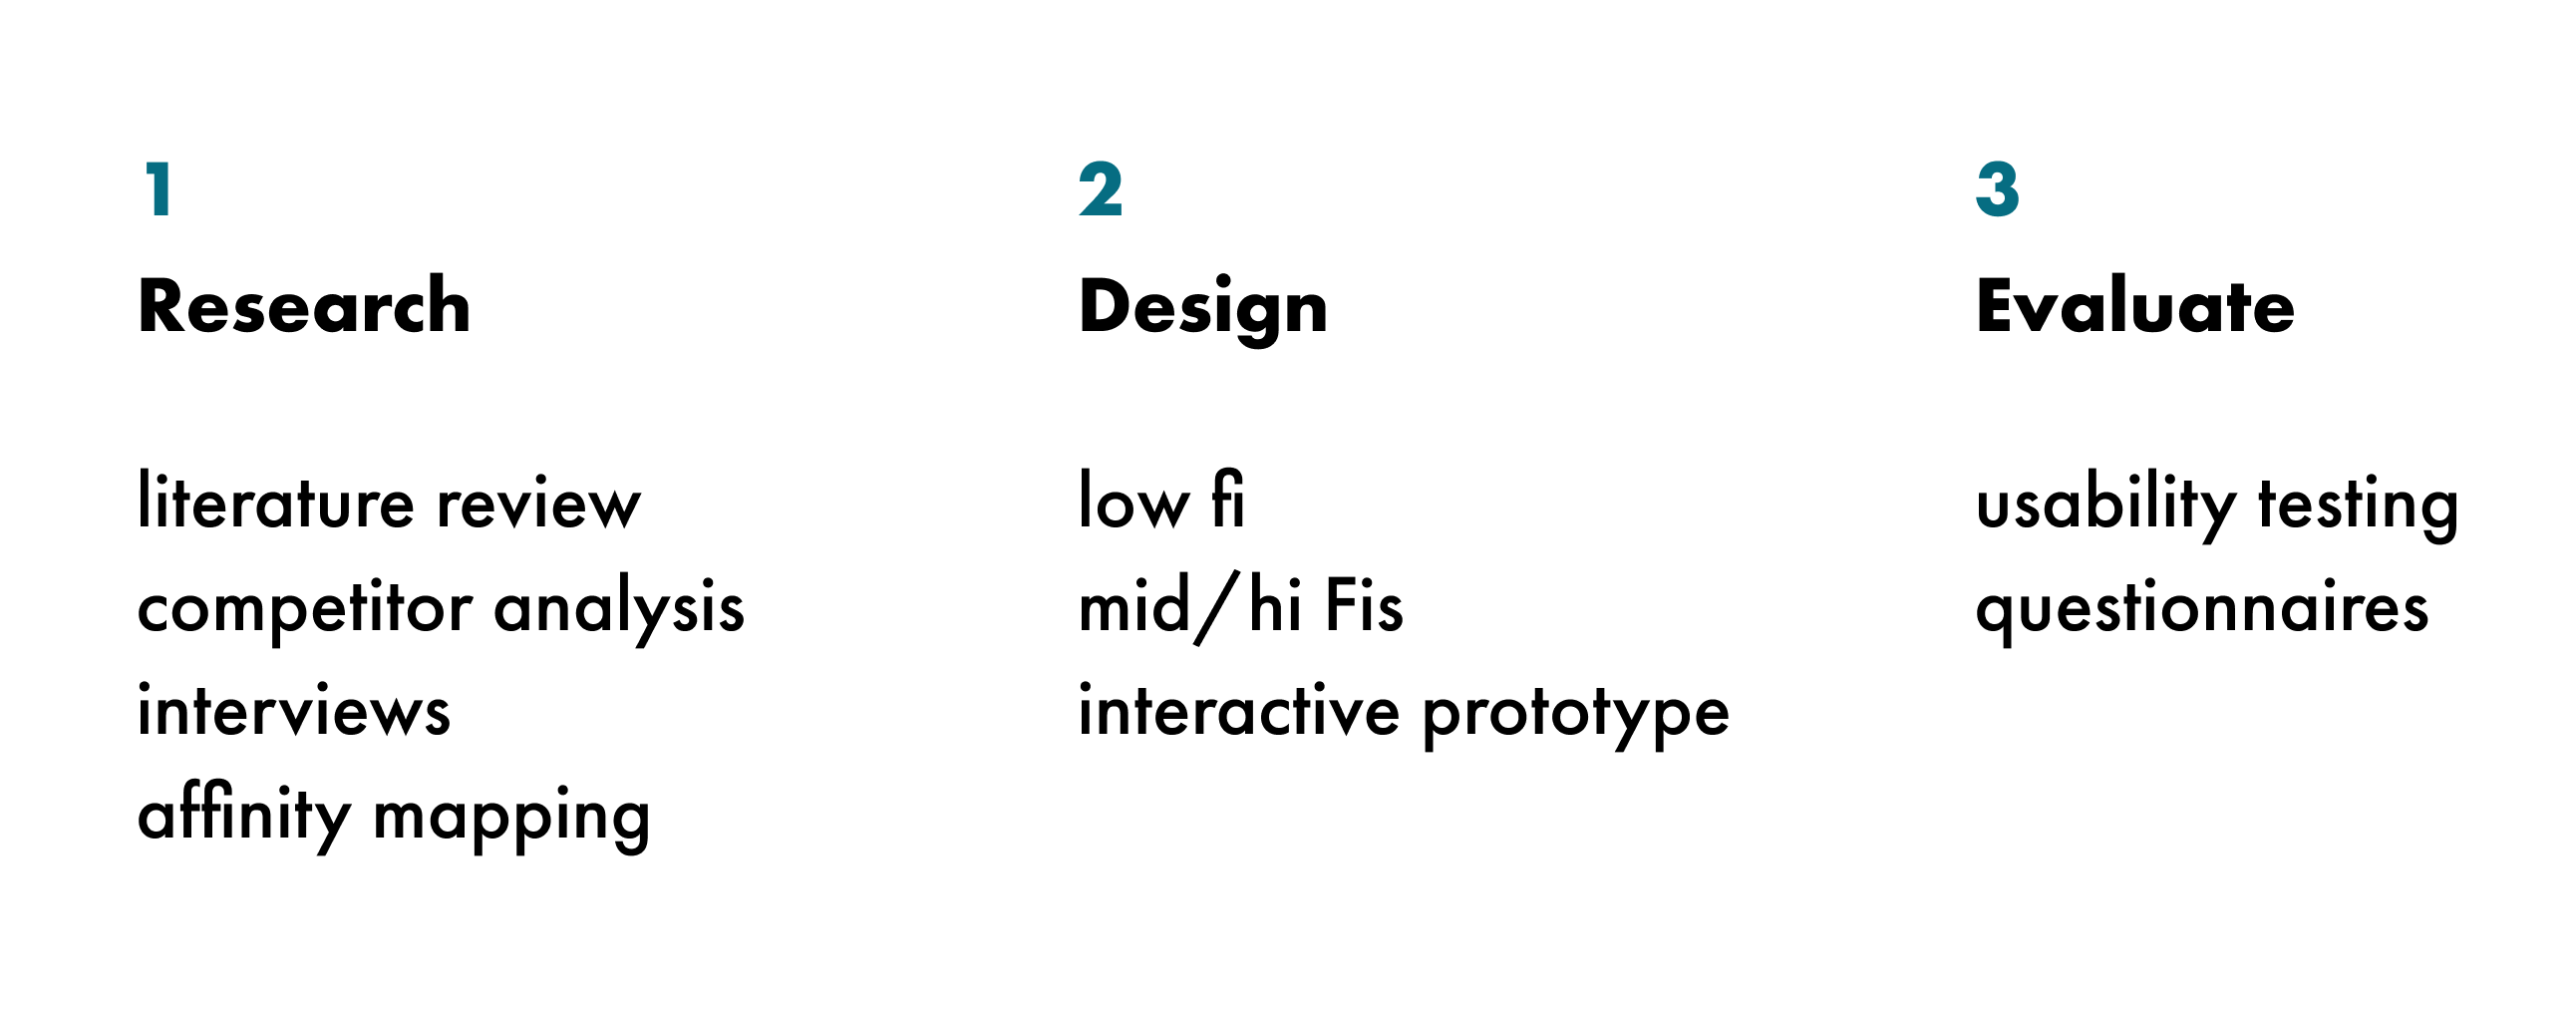 1
Research
literature review
competitor analysis
interviews
affinity mapping
2
Design
low fi
mid/hi Fis
interactive prototype
3
Evaluate
usability testing
questionnaires